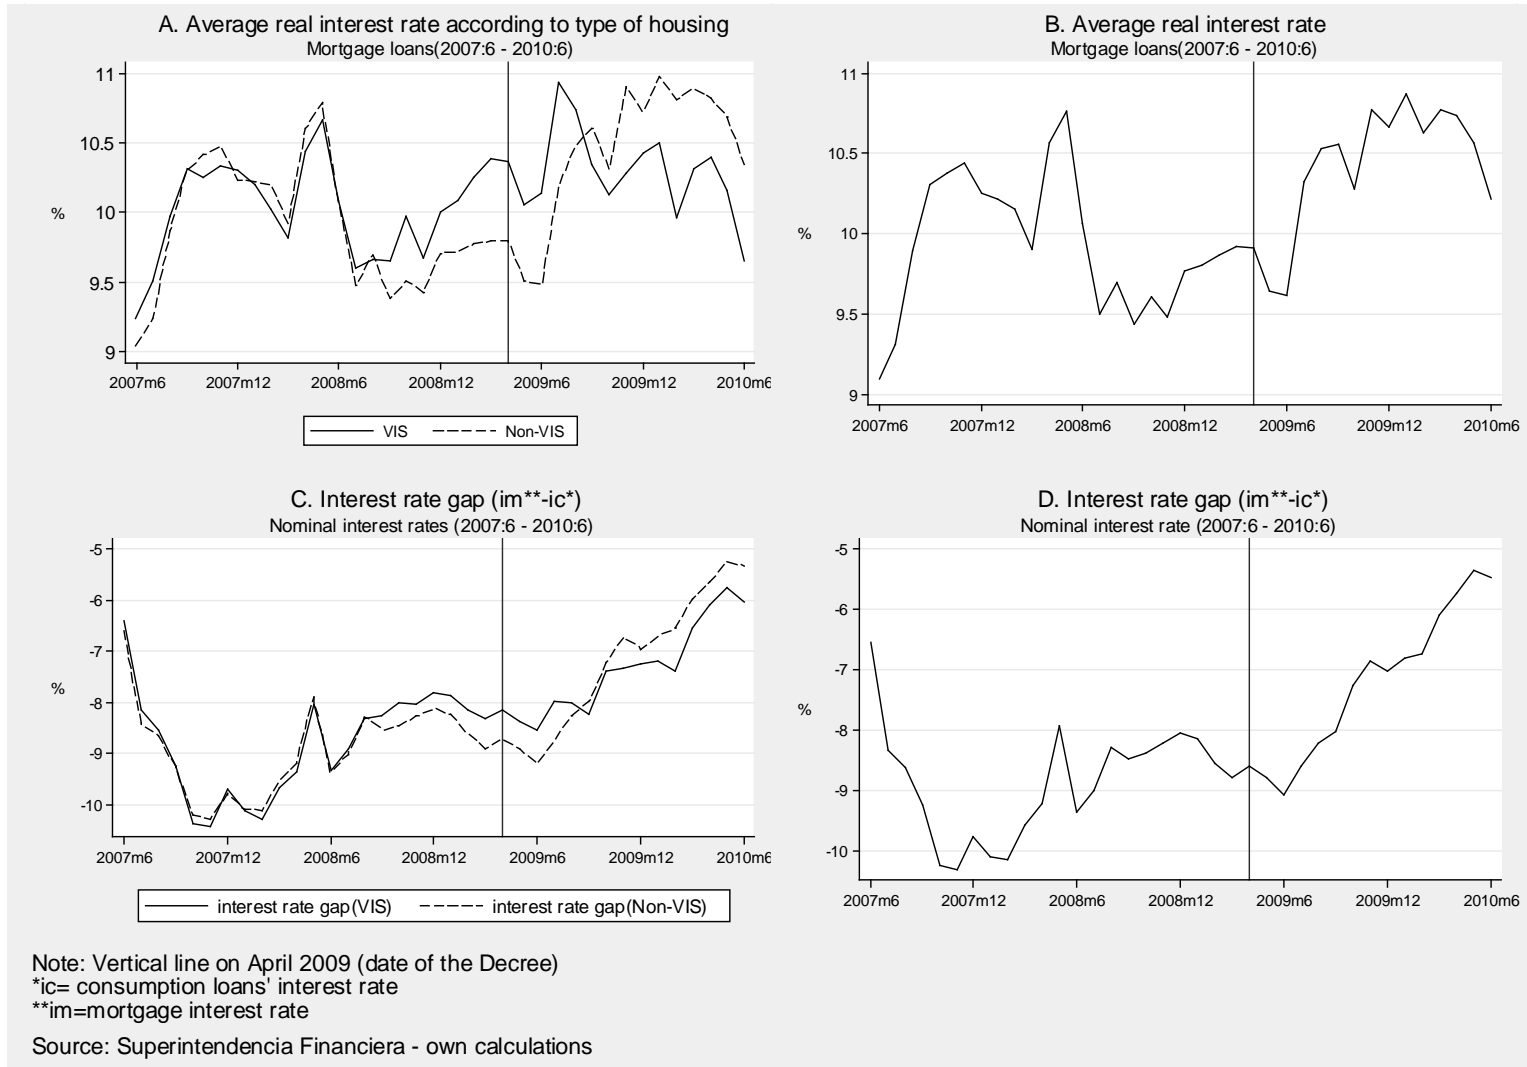 A. Average real interest rate according to type of housing
Mortgage loans(2007:6 - 2010:6)
11
10.5
10
9.5
9
%
2007m6 2007m12 2008m6 2008m12 2009m6 2009m12 2010m6
VIS Non-VIS
B. Average real interest rate
Mortgage loans(2007:6 - 2010:6)
11
10.5
10
9.5
9
%
2007m6 2007m12 2008m6 2008m12 2009m6 2009m12 2010m6
C. Interest rate gap (im**-ic*)
Nominal interest rates (2007:6 - 2010:6)
-5
-6
-7
-8
-9
-10
%
2007m6 2007m12 2008m6 2008m12 2009m6 2009m12 2010m6
interest rate gap(VIS) interest rate gap(Non-VIS)
D. Interest rate gap (im**-ic*)
Nominal interest rate (2007:6 - 2010:6)
-5
-6
-7
-8
-9
-10
%
2007m6 2007m12 2008m6 2008m12 2009m6 2009m12 2010m6
Note: Vertical line on April 2009 (date of the Decree)
*ic= consumption loans' interest rate
**im=mortgage interest rate
Source: Superintendencia Financiera - own calculations